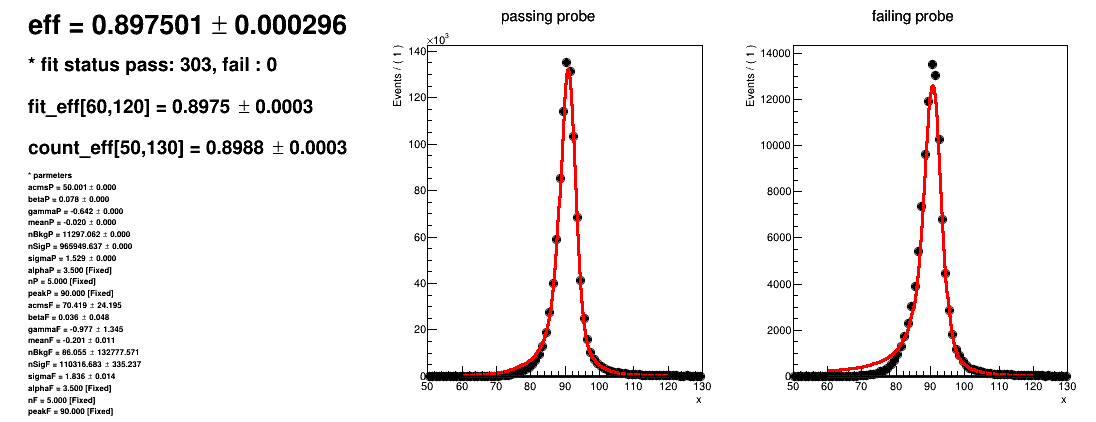 eff = 0.897501 ± 0.000296
* fit status pass: 303, fail : 0
fit_eff[60,120] = 0.8975 ± 0.0003
count_eff[50,130] = 0.8988 ± 0.0003
* parmeters
acmsP = 50.001 ± 0.000
betaP = 0.078 ± 0.000
gammaP = -0.642 ± 0.000
meanP = -0.020 ± 0.000
nBkgP = 11297.062 ± 0.000
nSigP = 965949.637 ± 0.000
sigmaP = 1.529 ± 0.000
alphaP = 3.500 [Fixed]
nP = 5.000 [Fixed]
peakP = 90.000 [Fixed]
acmsF = 70.419 ± 24.195
betaF = 0.036 ± 0.048
gammaF = -0.977 ± 1.345
meanF = -0.201 ± 0.011
nBkgF = 86.055 ± 132777.571
nSigF = 110316.683 ± 335.237
sigmaF = 1.836 ± 0.014
alphaF = 3.500 [Fixed]
nF = 5.000 [Fixed]
peakF = 90.000 [Fixed]
passing probe
×10³
Events / ( 1 )
140
120
100
80
60
40
20
0
50 60 70 80 90 100 110 120 130
x
failing probe
Events / ( 1 )
14000
12000
10000
8000
6000
4000
2000
0
50 60 70 80 90 100 110 120 130
x